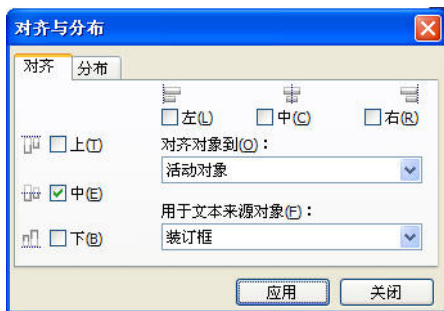 对齐与分布
对齐 分布
左(L) 中(C) 右(R)
上(T) 对齐对象到(O)：
活动对象
中(E)
用于文本来源对象(F)：
下(B) 装订框
应用 关闭